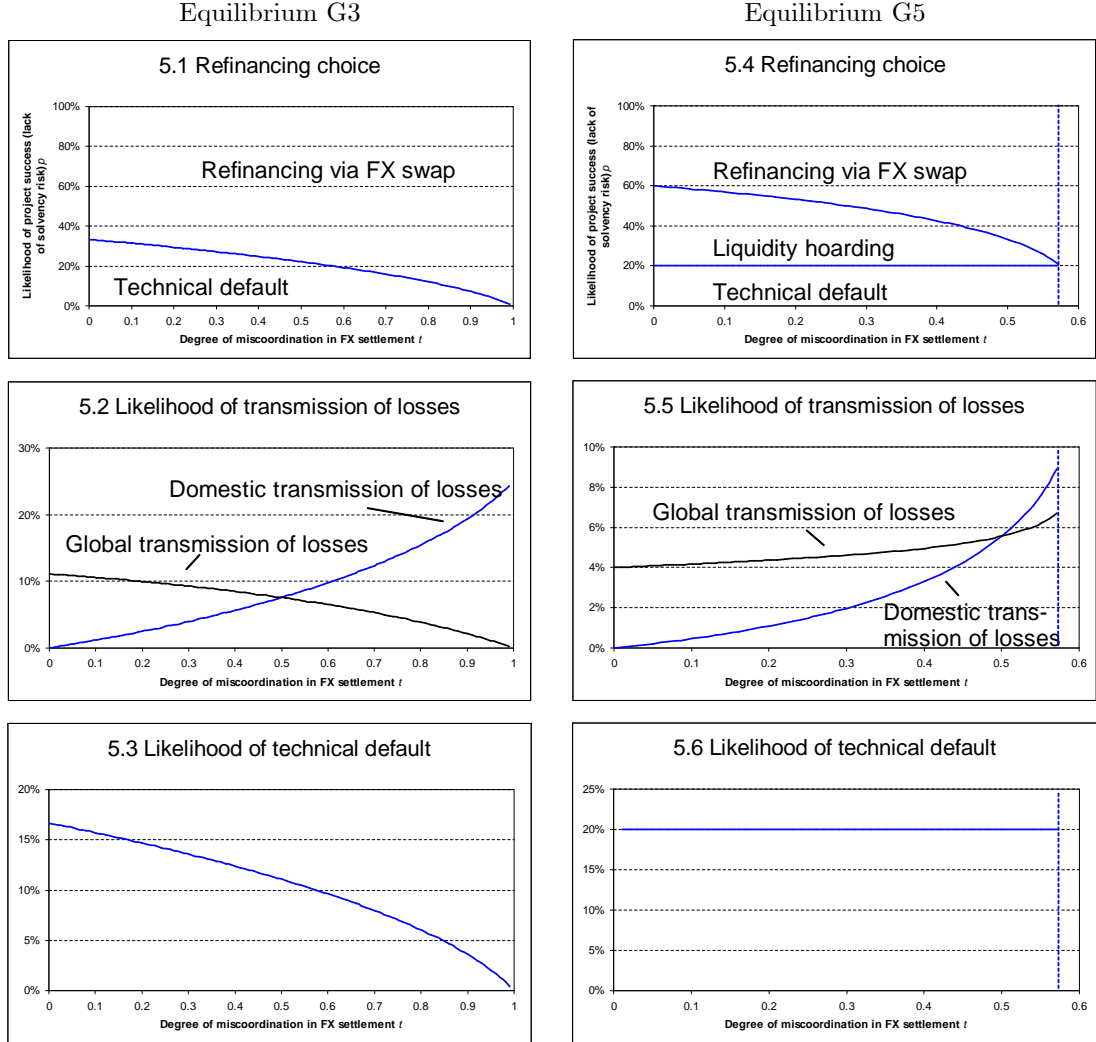 Equilibrium G3
Equilibrium G5
5.1 Refinancing choice
Likelihood of project success (lack
of solvency risk) p
100%
80%
60%
40%
20%
0%
Refinancing via FX swap
Technical default
0 0.1 0.2 0.3 0.4 0.5 0.6 0.7 0.8 0.9 1
Degree of miscoordination in FX settlement t
5.4 Refinancing choice
Likelihood of project success (lack of
solvency risk) p
100%
80%
60%
40%
20%
0%
Refinancing via FX swap
Liquidity hoarding
Technical default
0 0.1 0.2 0.3 0.4 0.5 0.6
Degree of miscoordination in FX settlement t
5.2 Likelihood of transmission of losses
30%
20%
10%
0%
Domestic transmission of losses
Global transmission of losses
0 0.1 0.2 0.3 0.4 0.5 0.6 0.7 0.8 0.9 1
Degree of miscoordination in FX settlement t
5.5 Likelihood of transmission of losses
10%
8%
6%
4%
2%
0%
Global transmission of losses
Domestic trans-
mission of losses
0 0.1 0.2 0.3 0.4 0.5 0.6
Degree of miscoordination in FX settlement t
5.3 Likelihood of technical default
20%
15%
10%
5%
0%
0 0.1 0.2 0.3 0.4 0.5 0.6 0.7 0.8 0.9 1
Degree of miscoordination in FX settlement t
5.6 Likelihood of technical default
25%
20%
15%
10%
5%
0%
0 0.1 0.2 0.3 0.4 0.5 0.6
Degree of miscoordination in FX settlement t